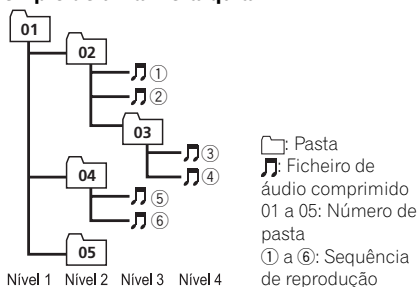 01
02
①
②
03
③
④
04
⑤
⑥
05
Nível 1 Nível 2 Nível 3 Nível 4
: Pasta
: Ficheiro de
áudio comprimido
01 a 05: Número de
pasta
① a ⑥: Sequência
de reprodução